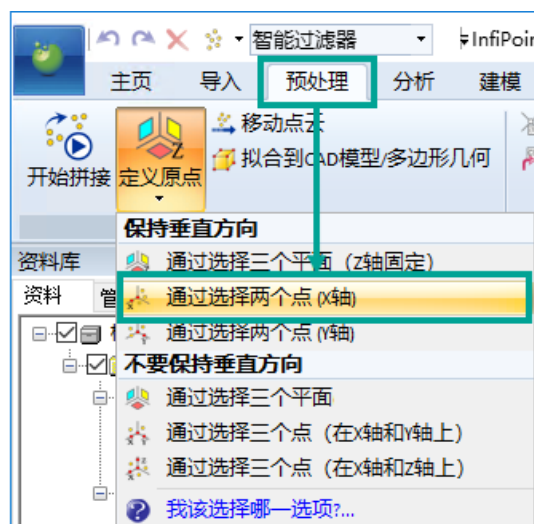 智能过滤器
InfiPoin
主页 导入 预处理 分析 建模
移动点云
拟合到CAD模型/多边形几何
开始拼接 定义原点
保持垂直方向
资料库
通过选择三个平面（Z轴固定）
资料
通过选择两个点 (X轴)
通过选择两个点 (Y轴)
不要保持垂直方向
通过选择三个平面
通过选择三个点（在X轴和Y轴上）
通过选择三个点（在X轴和Z轴上）
我该选择哪一选项?...